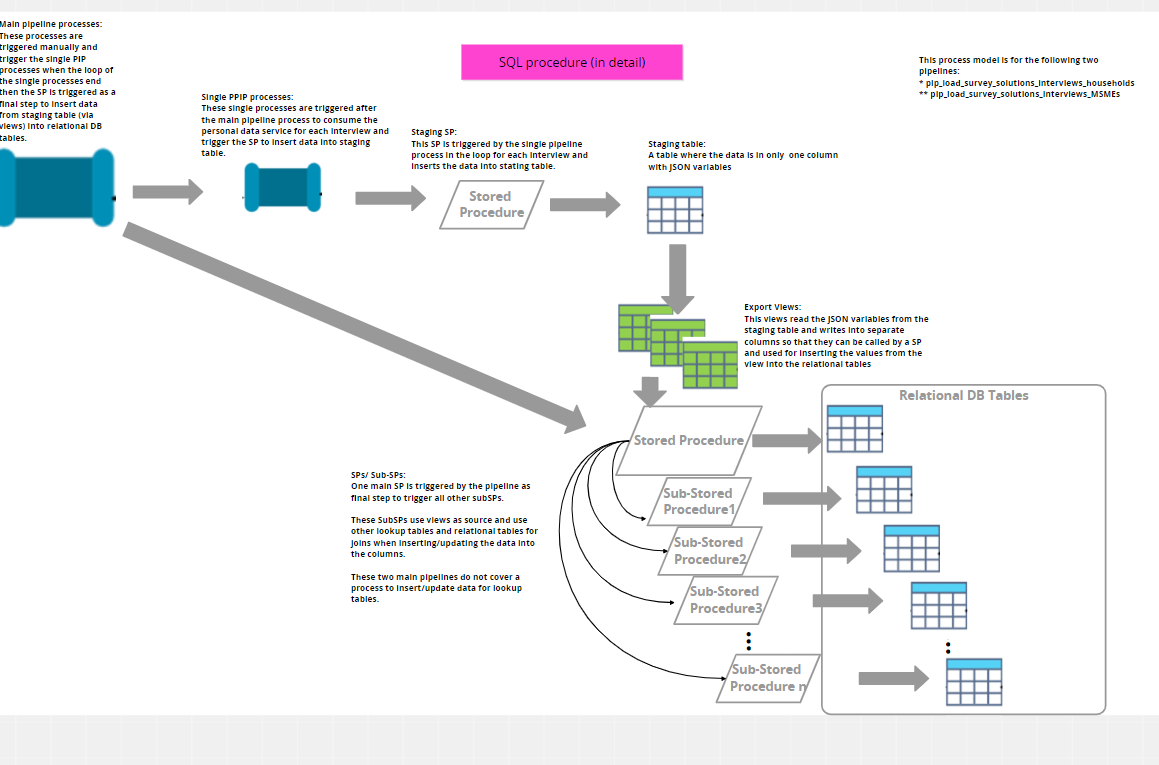 Main pipeline processes:
These processes are
triggered manually and
trigger the single PIP
processes when the loop of
the single processes end
then the SP is triggered as a
final step to insert data
from staging table (via
views) into relational DB
tables.
Single PPIP processes:
These single processes are triggered after
the main pipeline process to consume the
personal data service for each interview and
trigger the SP to insert data into staging
table.
SQL procedure (in detail)
Staging SP:
This SP is triggered by the single pipeline
process in the loop for each interview and
inserts the data into stating table.
Staging table:
A table where the data is in only one column
with JSON variables
This process model is for the following two
pipelines:
* pip_load_survey_solutions_interviews_households
** pip_load_survey_solutions_interviews_MSMEs
Stored
Procedure
Export Views:
This views read the JSON variables from the
staging table and writes into separate
columns so that they can be called by a SP
and used for inserting the values from the
view into the relational tables
Relational DB Tables
Stored Procedure
SPs/ Sub-SPs:
One main SP is triggered by the pipeline as
final step to trigger all other subSPs.
These SubSPs use views as source and use
other lookup tables and relational tables for
joins when inserting/updating the data into
the columns.
These two main pipelines do not cover a
process to insert/update data for lookup
tables.
Sub-Stored
Procedure1
Sub-Stored
Procedure2
Sub-Stored
Procedure3
Sub-Stored
Procedure n